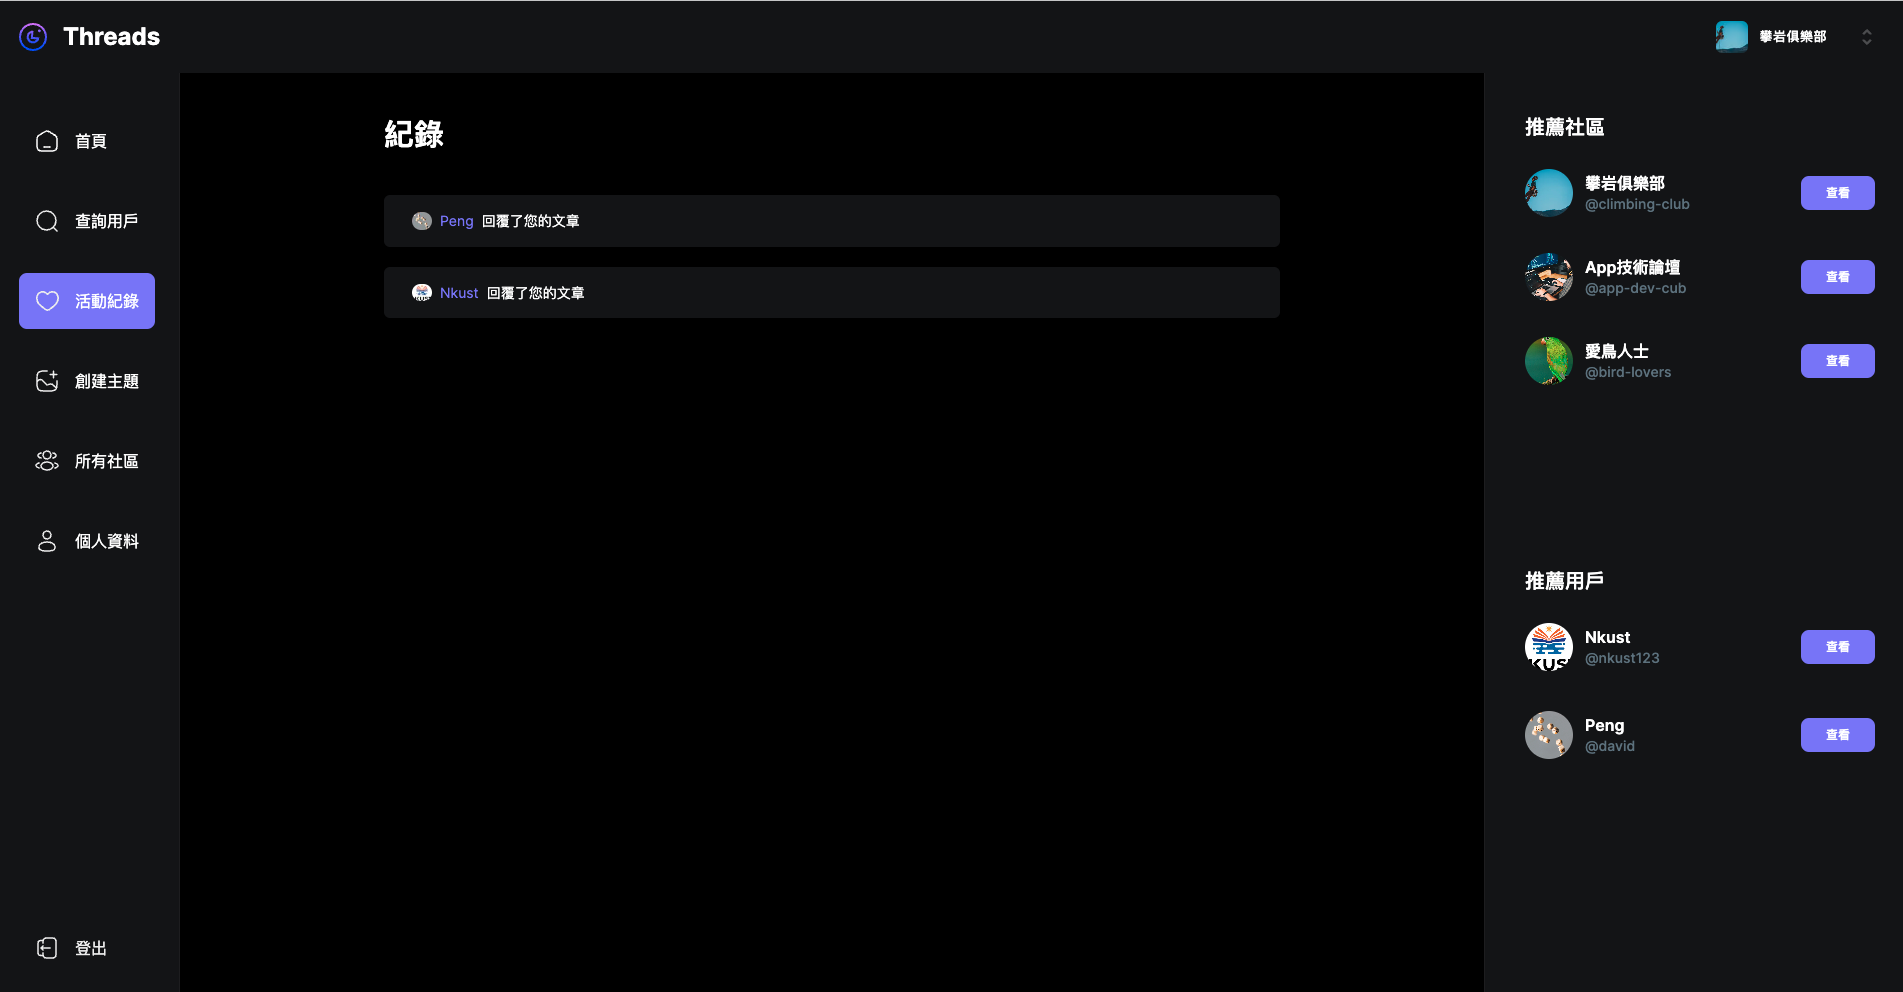 Threads
攀岩俱樂部
首頁
查詢用戶
活動紀錄
創建主題
所有社區
個人資料
登出
紀錄
Peng 回覆了您的文章
Nkust 回覆了您的文章
推薦社區
攀岩俱樂部
@climbing-club
查看
App技術論壇
@app-dev-cub
查看
愛鳥人士
@bird-lovers
查看
推薦用戶
KUS
Nkust
@nkust123
查看
Peng
@david
查看